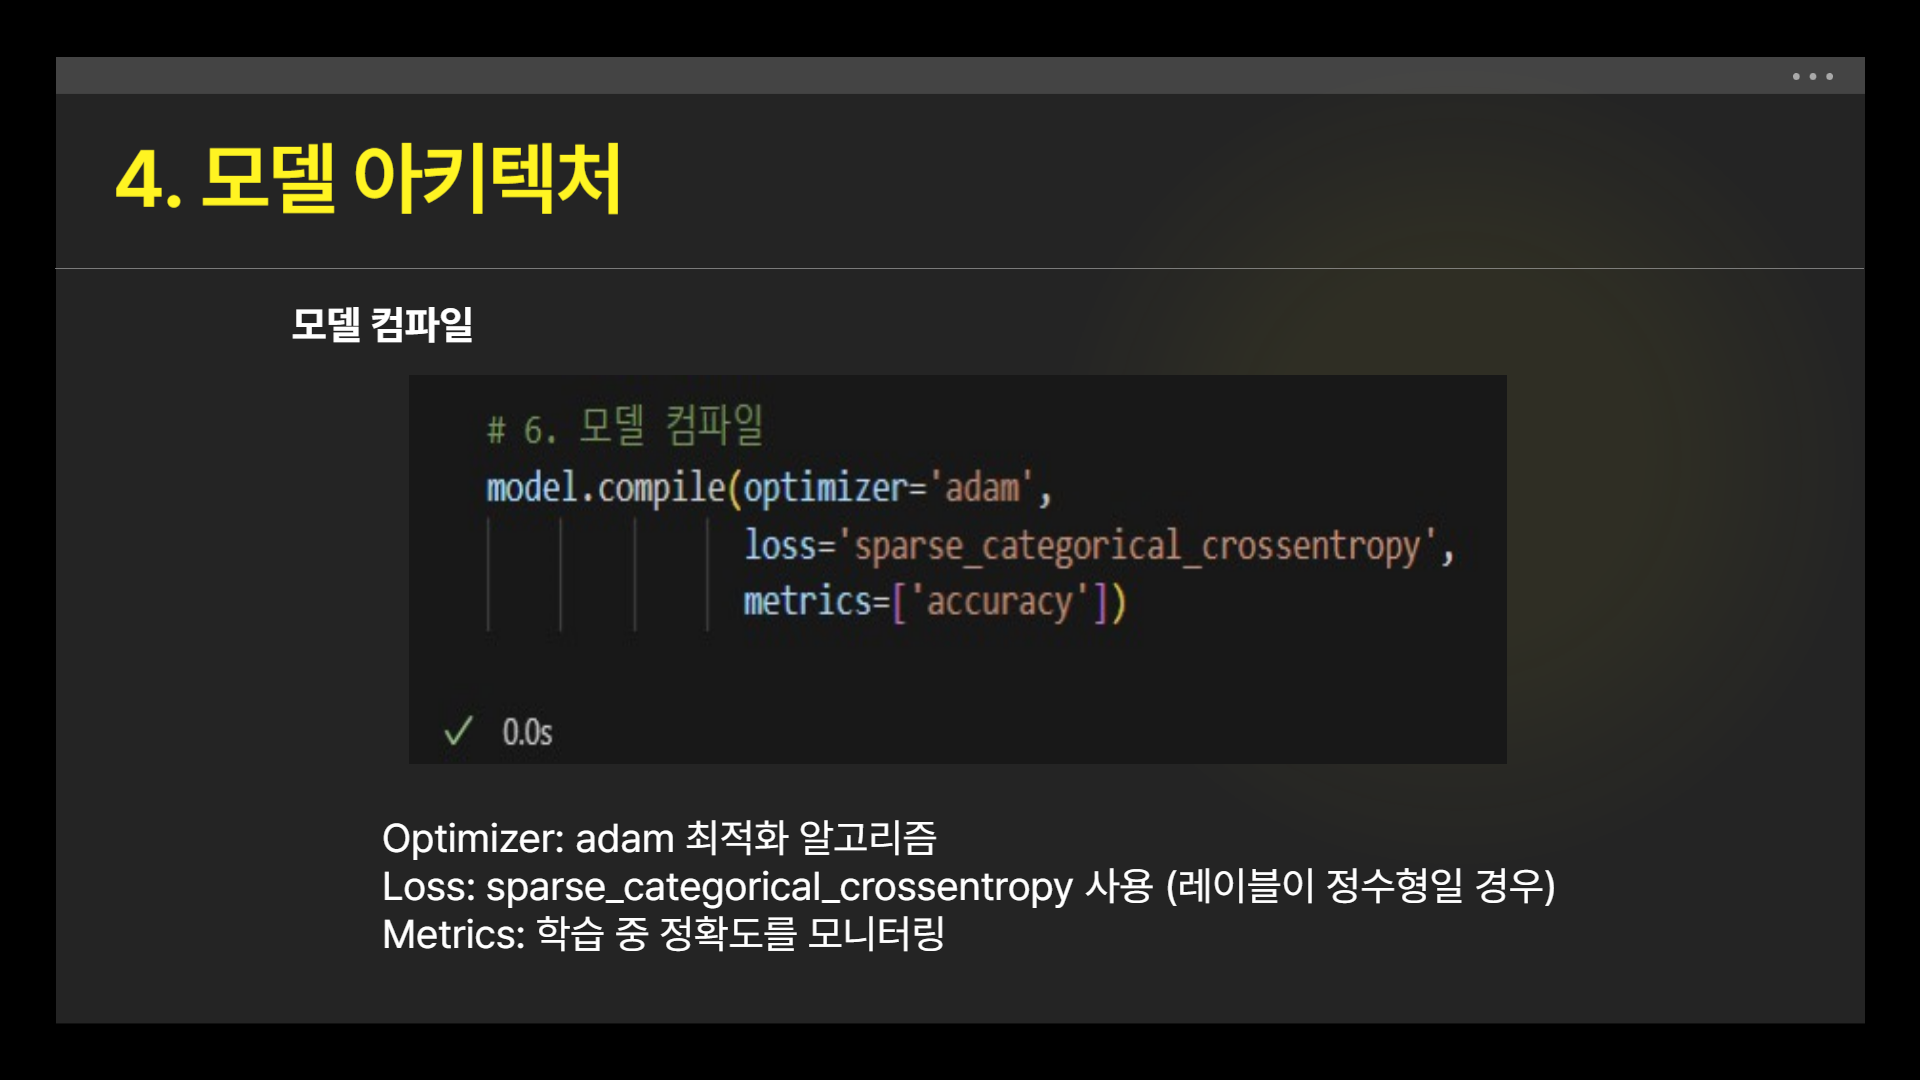 4. 모델 아키텍처
모델 컴파일
# 6. 모델 컴파일
model.compile(optimizer='adam',
loss='sparse_categorical_crossentropy',
metrics=['accuracy'])
✓ 0.0s
Optimizer: adam 최적화 알고리즘
Loss: sparse_categorical_crossentropy 사용 (레이블이 정수형일 경우)
Metrics: 학습 중 정확도를 모니터링